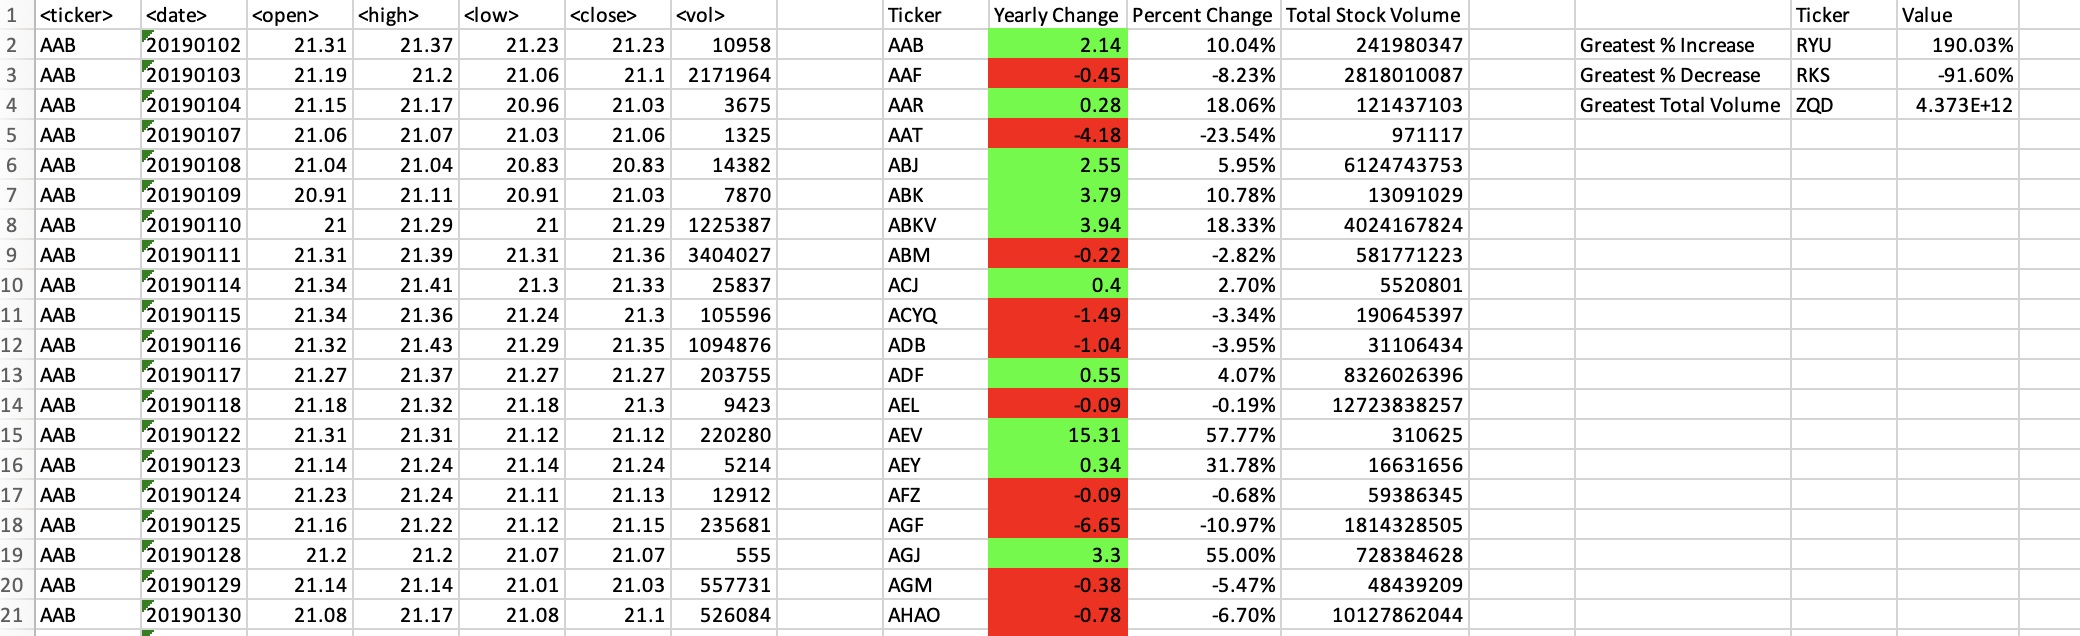 1 <ticker> <date> <open> <high> <low> <close> <vol> Ticker Yearly Change Percent Change Total Stock Volume Ticker Value
2 AAB 20190102 21.31 21.37 21.23 21.23 10958 AAB 2.14 10.04% 241980347 Greatest % Increase RYU 190.03%
3 AAB 20190103 21.19 21.2 21.06 21.1 2171964 AAF -0.45 -8.23% 2818010087 Greatest % Decrease RKS -91.60%
4 AAB 20190104 21.15 21.17 20.96 21.03 3675 AAR 0.28 18.06% 121437103 Greatest Total Volume ZQD 4.373E+12
5 AAB 20190107 21.06 21.07 21.03 21.06 1325 AAT -4.18 -23.54% 971117
6 AAB 20190108 21.04 21.04 20.83 20.83 14382 ABJ 2.55 5.95% 6124743753
7 AAB 20190109 20.91 21.11 20.91 21.03 7870 ABK 3.79 10.78% 13091029
8 AAB 20190110 21 21.29 21 21.29 1225387 ABKV 3.94 18.33% 4024167824
9 AAB 20190111 21.31 21.39 21.31 21.36 3404027 ABM -0.22 -2.82% 581771223
10 AAB 20190114 21.34 21.41 21.3 21.33 25837 ACJ 0.4 2.70% 5520801
11 AAB 20190115 21.34 21.36 21.24 21.3 105596 ACYQ -1.49 -3.34% 190645397
12 AAB 20190116 21.32 21.43 21.29 21.35 1094876 ADB -1.04 -3.95% 31106434
13 AAB 20190117 21.27 21.37 21.27 21.27 203755 ADF 0.55 4.07% 8326026396
14 AAB 20190118 21.18 21.32 21.18 21.3 9423 AEL -0.09 -0.19% 12723838257
15 AAB 20190122 21.31 21.31 21.12 21.12 220280 AEV 15.31 57.77% 310625
16 AAB 20190123 21.14 21.24 21.14 21.24 5214 AEY 0.34 31.78% 16631656
17 AAB 20190124 21.23 21.24 21.11 21.13 12912 AFZ -0.09 -0.68% 59386345
18 AAB 20190125 21.16 21.22 21.12 21.15 235681 AGF -6.65 -10.97% 1814328505
19 AAB 20190128 21.2 21.2 21.07 21.07 555 AGJ 3.3 55.00% 728384628
20 AAB 20190129 21.14 21.14 21.01 21.03 557731 AGM -0.38 -5.47% 48439209
21 AAB 20190130 21.08 21.17 21.08 21.1 526084 AHAO -0.78 -6.70% 10127862044